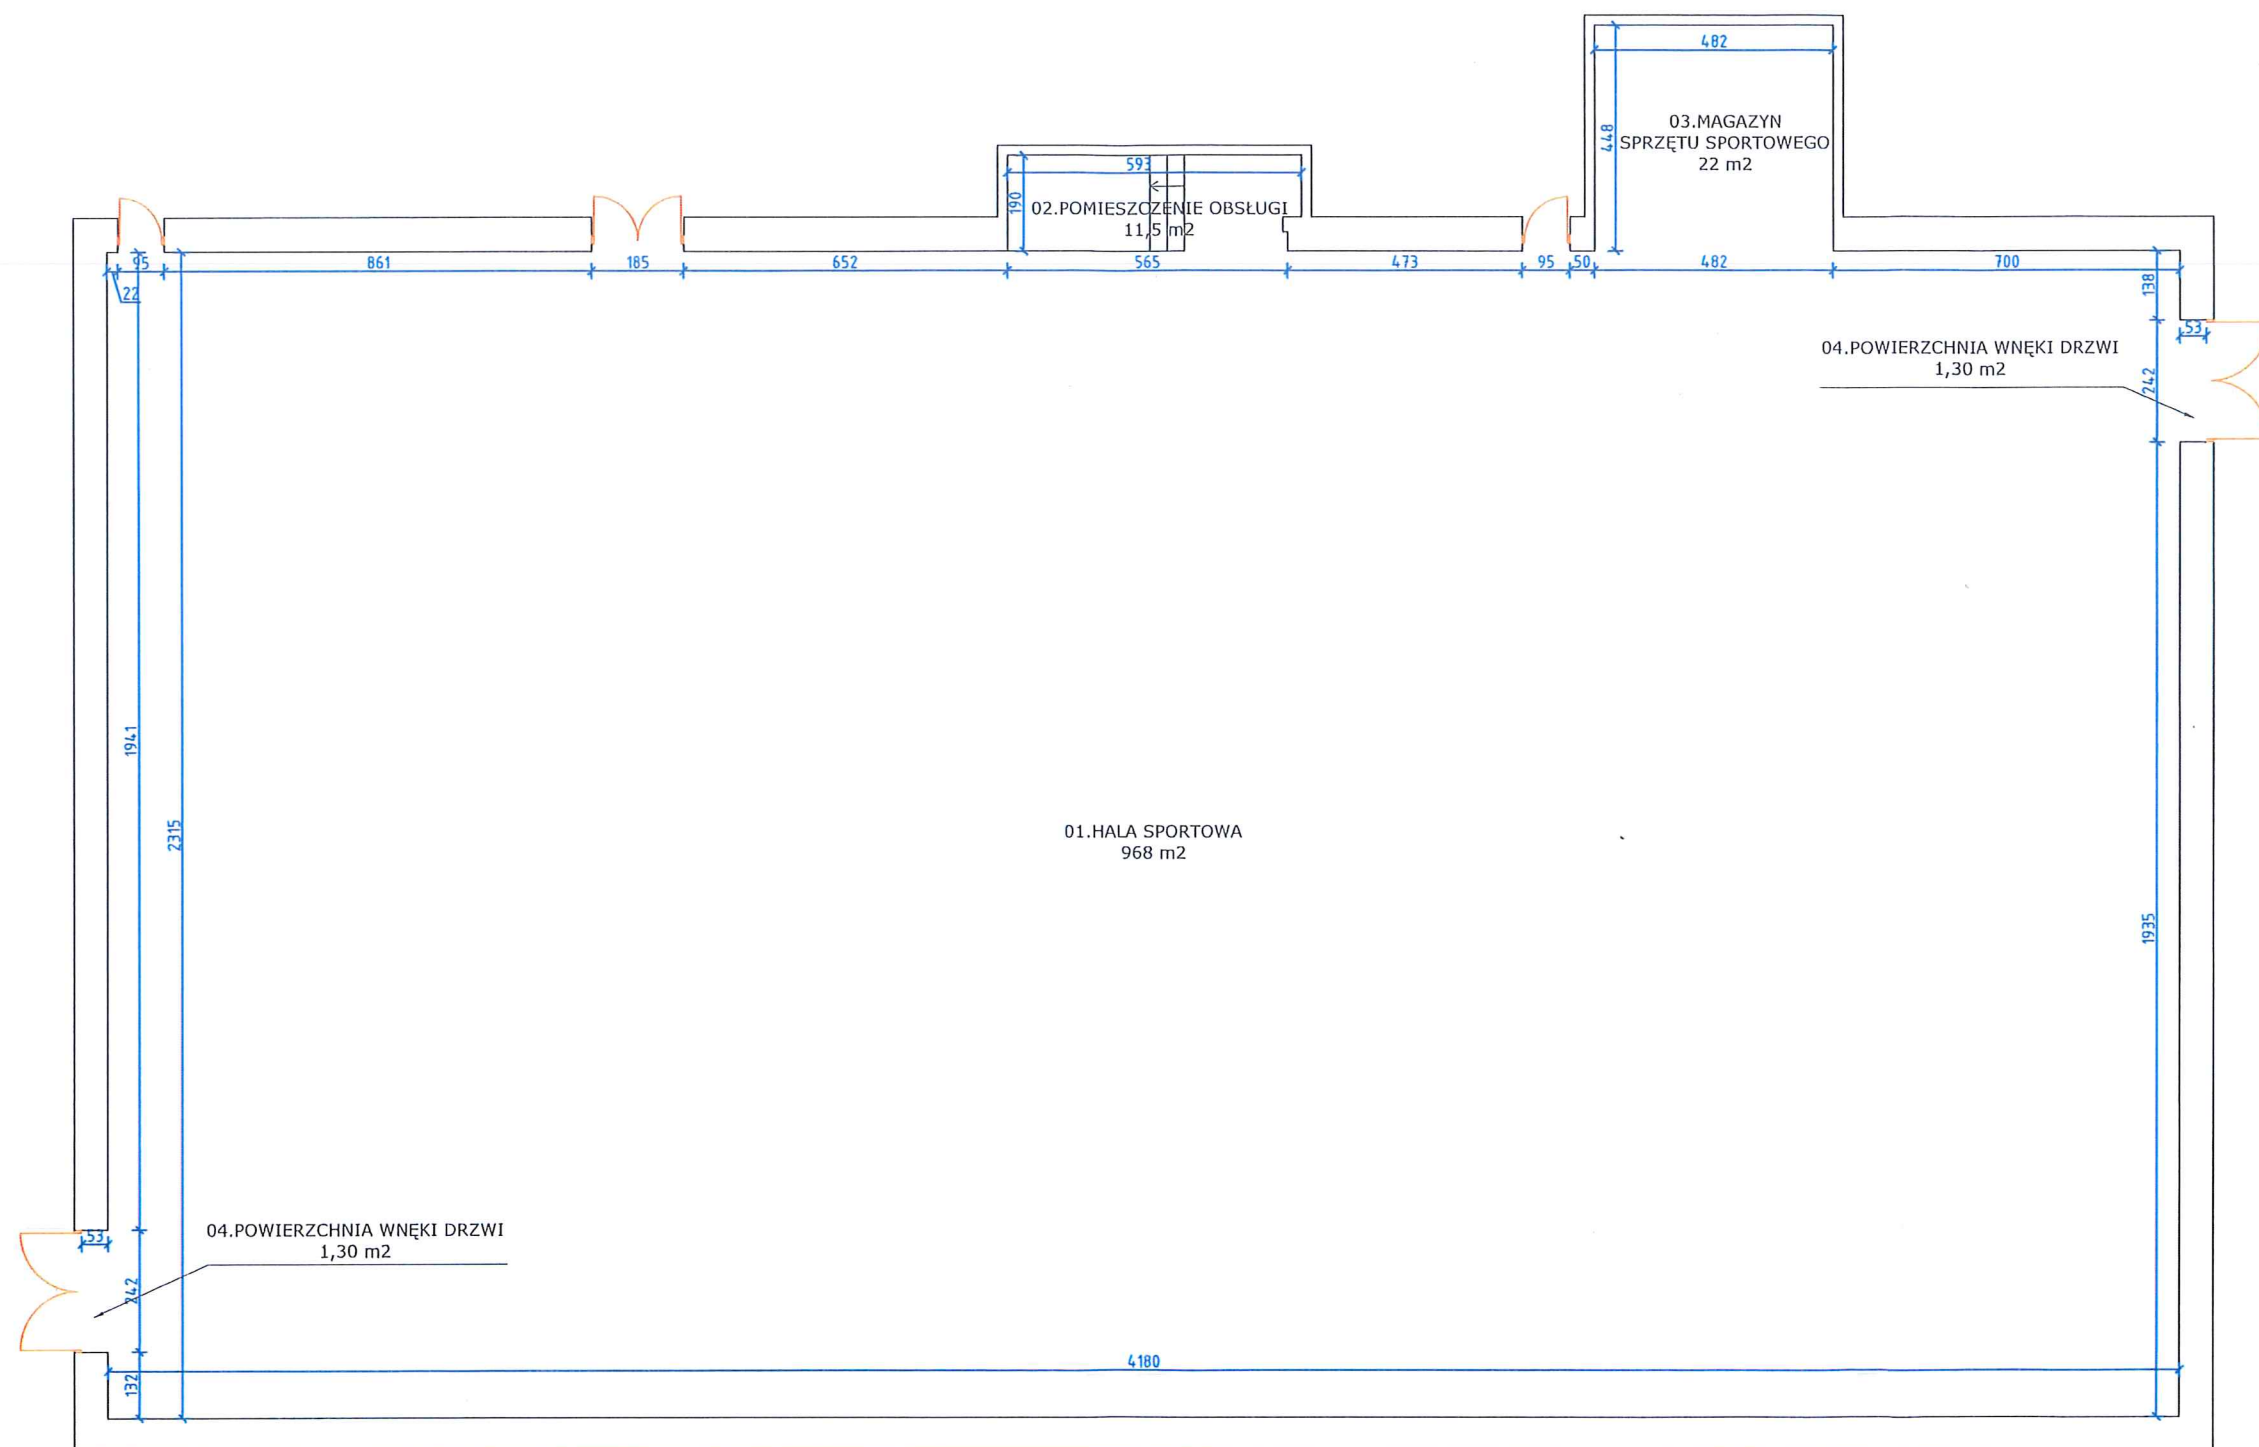 482
448
03.MAGAZYN
SPRZĘTU SPORTOWEGO
22 m2
593
190
02.POMIESZCZENIE OBSŁUGI
11,5 m2
95
861
185
652
565
473
95
50
482
700
22
138
53
04.POWIERZCHNIA WNĘKI DRZWI
1,30 m2
242
1941
2315
01.HALA SPORTOWA
968 m2
1935
04.POWIERZCHNIA WNĘKI DRZWI
1,30 m2
53
242
4180
132